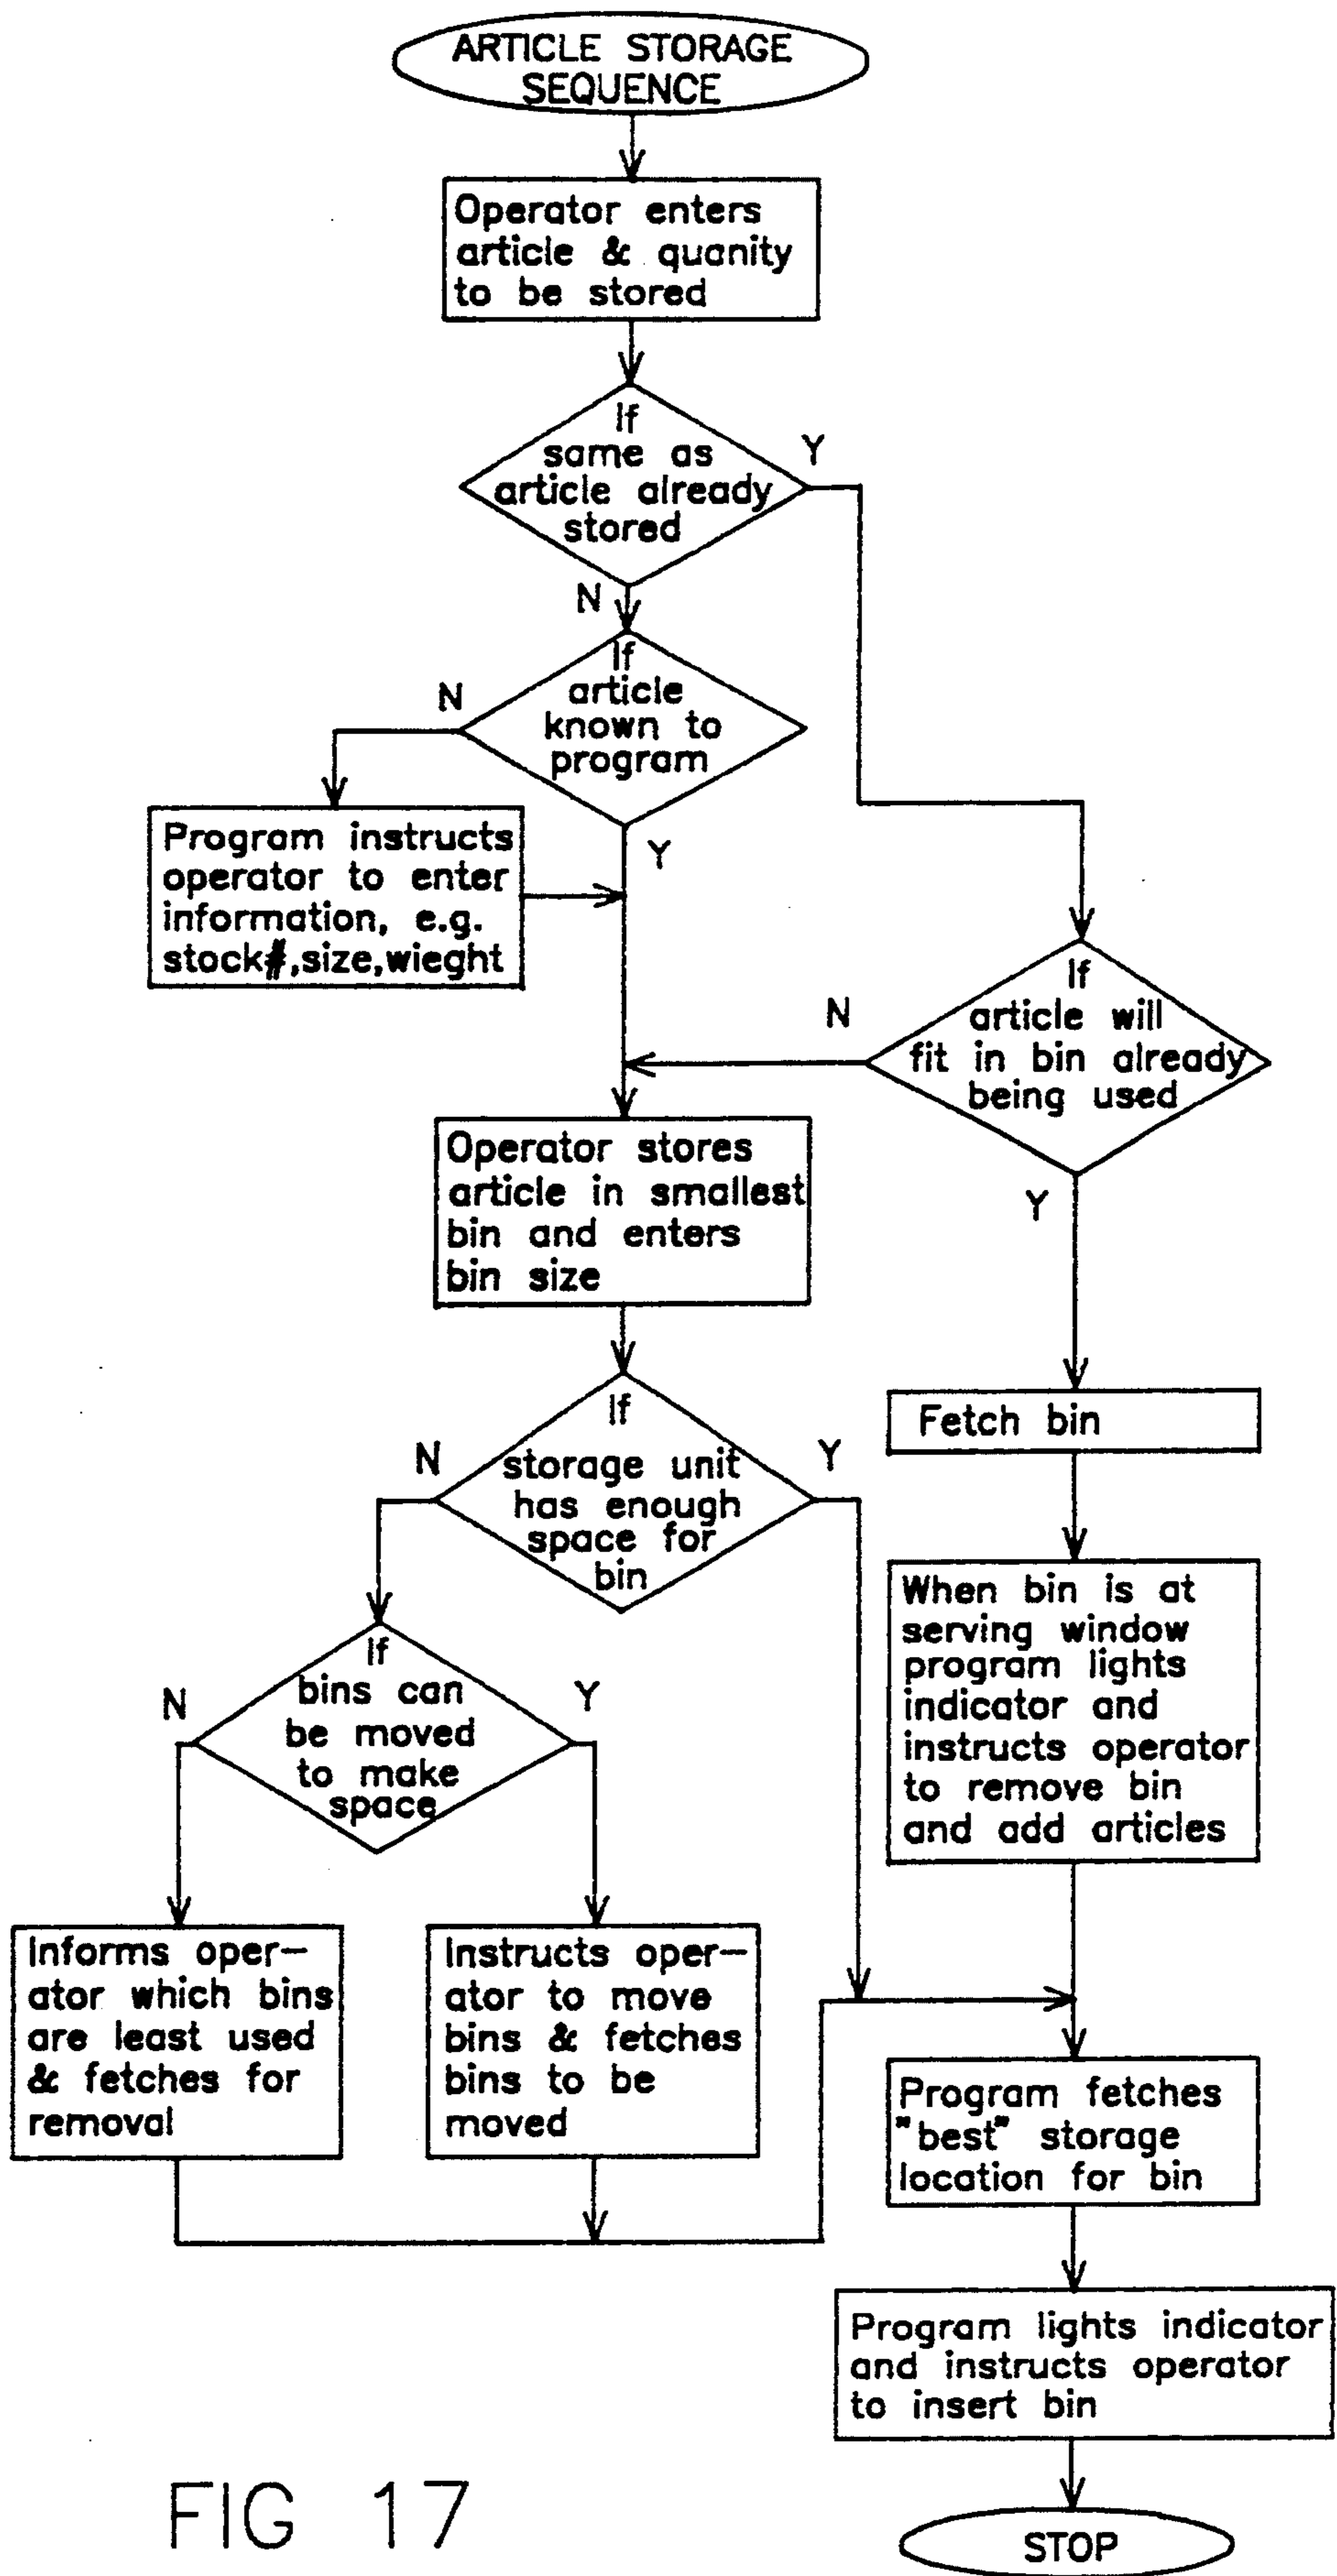 ARTICLE STORAGE
SEQUENCE
Operator enters
article & quanity
to be stored
If
same as
article already
stored
Y
N
If
article
known to
program
N
Y
Program instructs
operator to enter
information, e.g.
stock#,size,wieght
If
article will
fit in bin already
being used
N
Y
Operator stores
article in smallest
bin and enters
bin size
If
storage unit
has enough
space for
bin
N
Y
Fetch bin
When bin is at
serving window
program lights
indicator and
instructs operator
to remove bin
and add articles
If
bins can
be moved
to make
space
N
Y
Informs oper-
ator which bins
are least used
& fetches for
removal
Instructs oper-
ator to move
bins & fetches
bins to be
moved
Program fetches
"best" storage
location for bin
Program lights indicator
and instructs operator
to insert bin
STOP
FIG 17